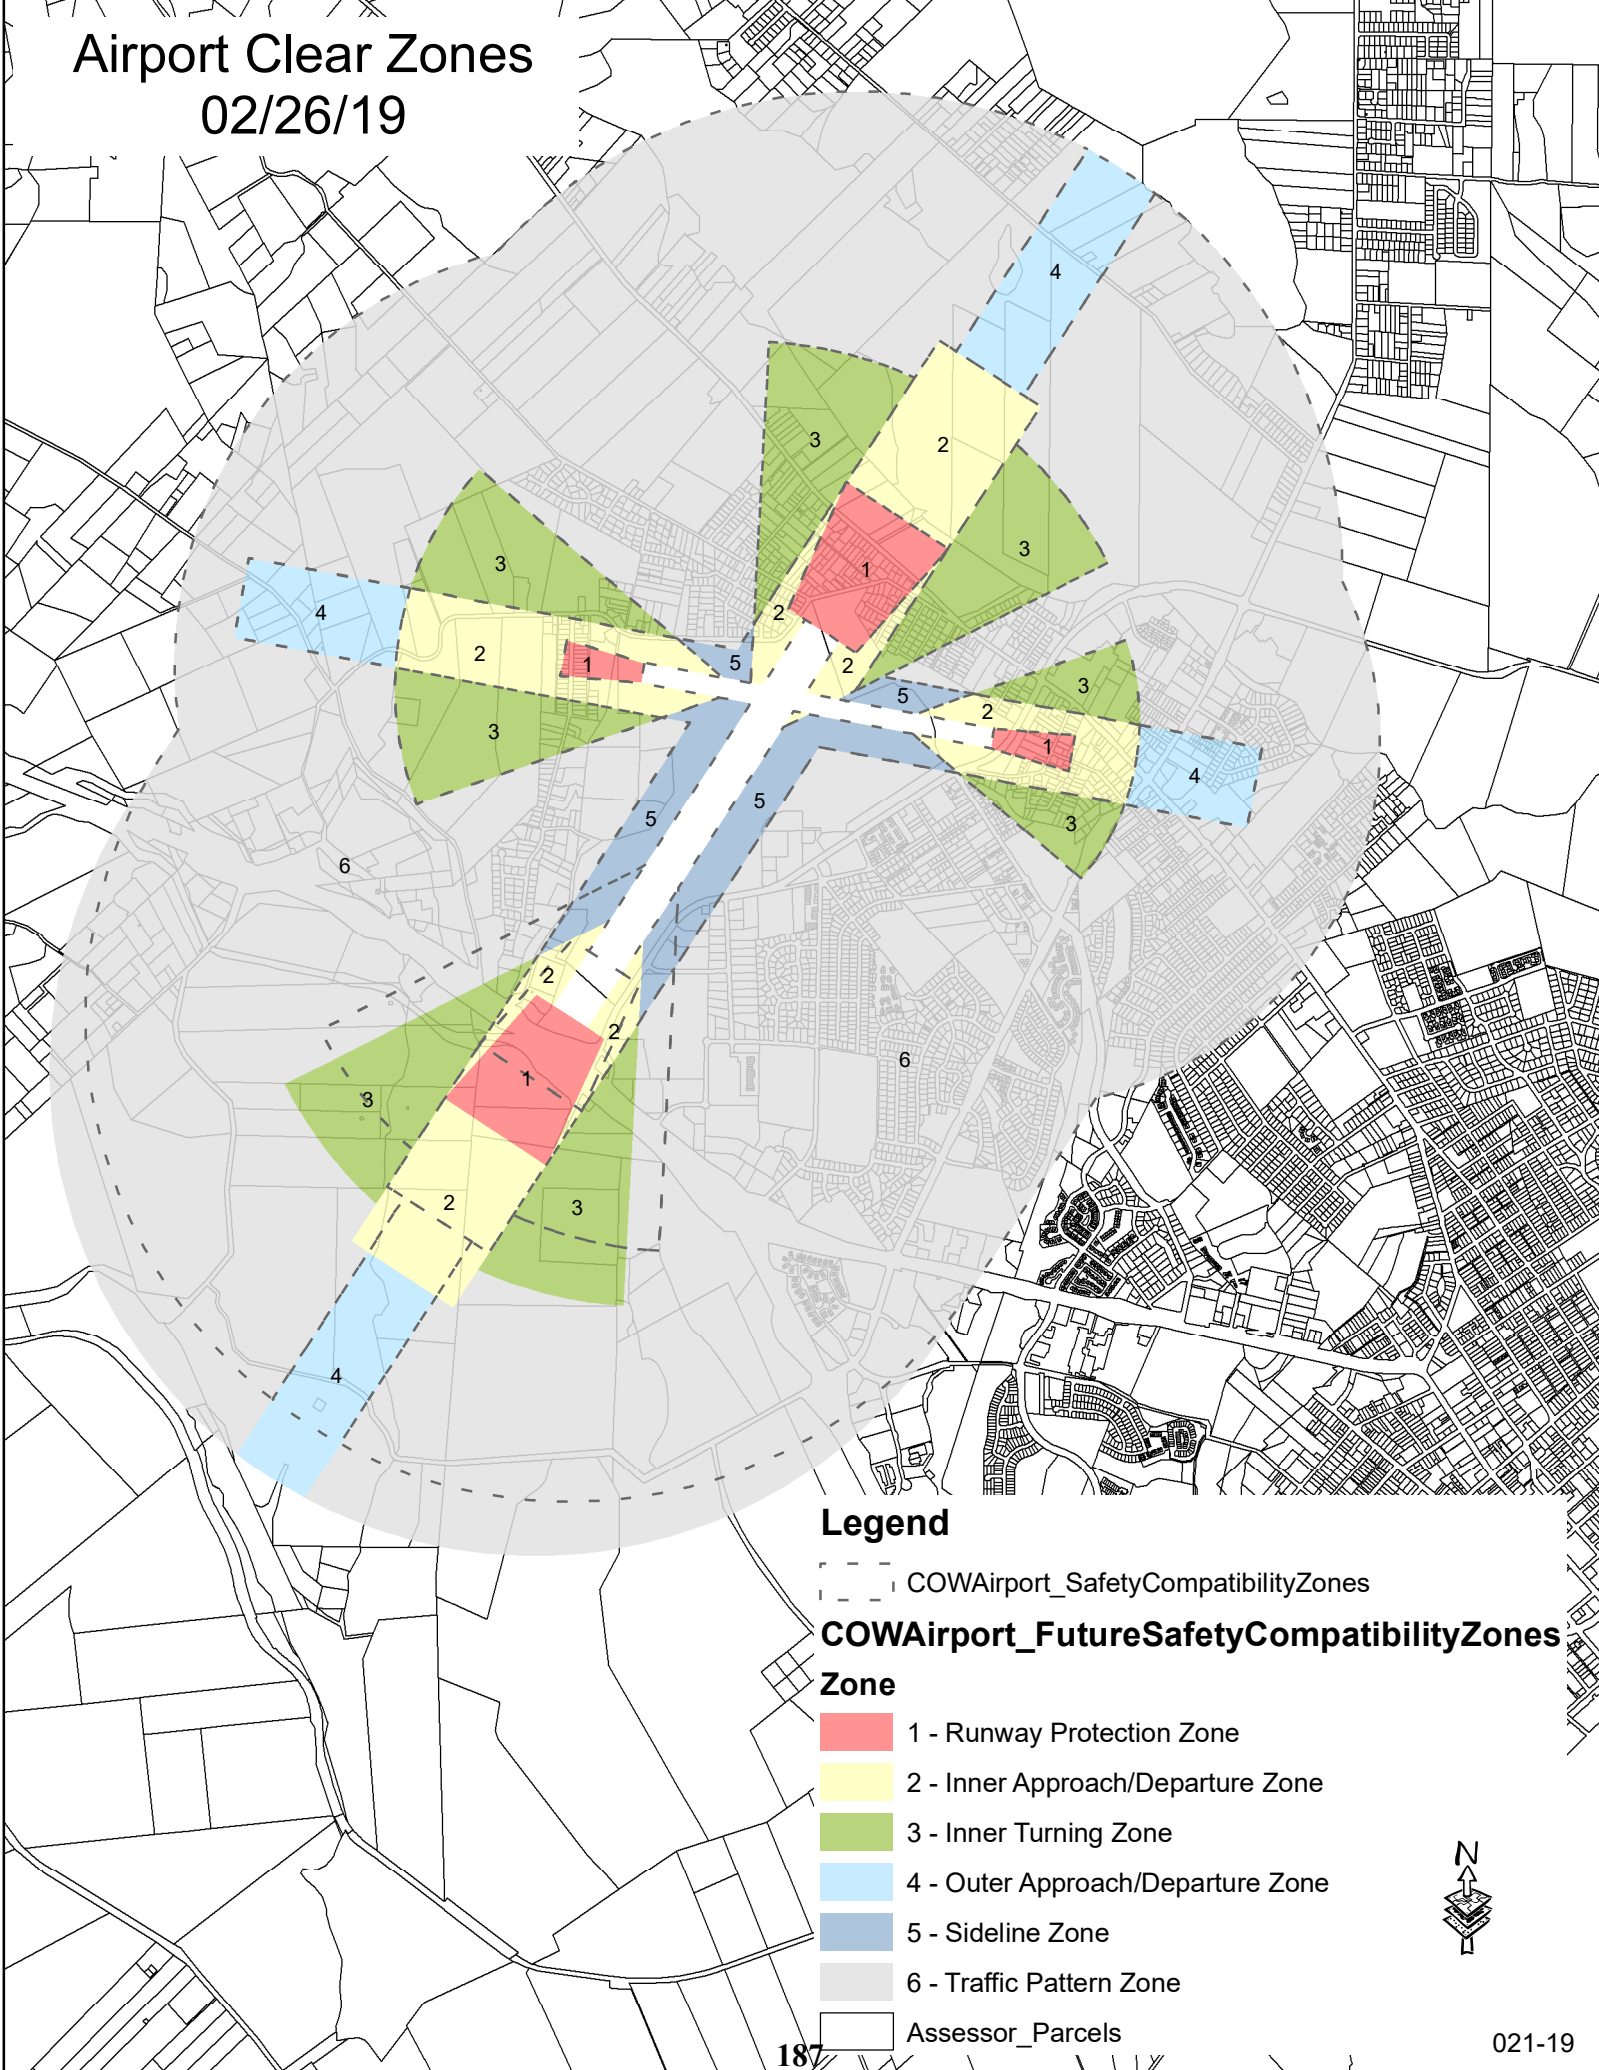 Airport Clear Zones
02/26/19
4
3
2
3
1
3
4
2
2
1
5
2
3
5
2
3
1
4
3
5
5
3
6
2
2
6
1
3
2
3
4
Legend
COWAirport_SafetyCompatibilityZones
COWAirport_FutureSafetyCompatibilityZones
Zone
1 - Runway Protection Zone
2 - Inner Approach/Departure Zone
3 - Inner Turning Zone
4 - Outer Approach/Departure Zone
5 - Sideline Zone
6 - Traffic Pattern Zone
Assessor_Parcels
N
187
021-19